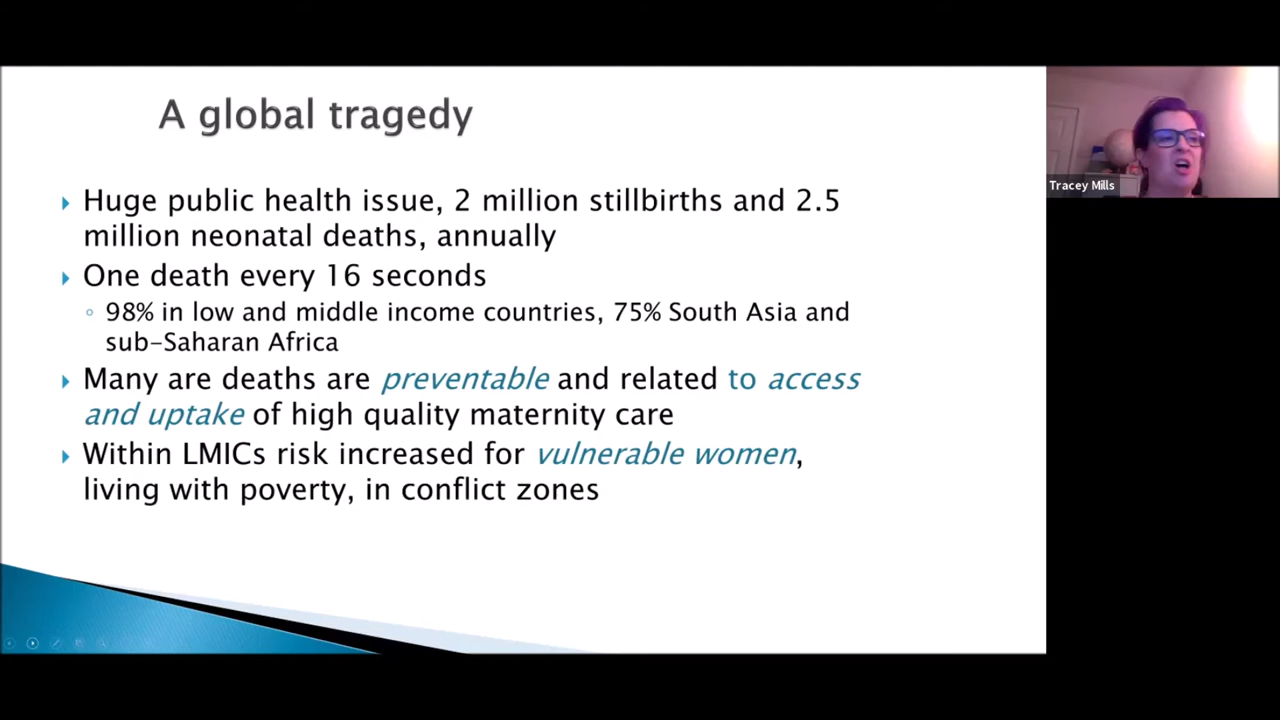 A global tragedy
Huge public health issue, 2 million stillbirths and 2.5
million neonatal deaths, annually
One death every 16 seconds
98% in low and middle income countries, 75% South Asia and
sub-Saharan Africa
Many are deaths are preventable and related to access
and uptake of high quality maternity care
Within LMICs risk increased for vulnerable women,
living with poverty, in conflict zones
Tracey Mills